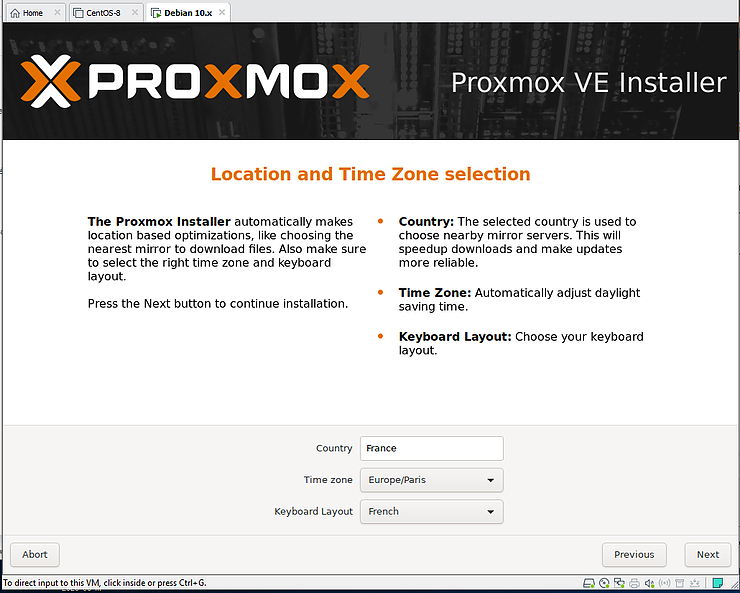 Home
CentOS-8
Debian 10.x
PROXMOX
Proxmox VE Installer
Location and Time Zone selection
The Proxmox Installer automatically makes
location based optimizations, like choosing the
nearest mirror to download files. Also make sure
to select the right time zone and keyboard
layout.
Press the Next button to continue installation.
Country: The selected country is used to
choose nearby mirror servers. This will
speedup downloads and make updates
more reliable.
Time Zone: Automatically adjust daylight
saving time.
Keyboard Layout: Choose your keyboard
layout.
Country
France
Time zone
Europe/Paris
Keyboard Layout
French
Abort
Previous
Next
To direct input to this VM, click inside or press Ctrl+G.